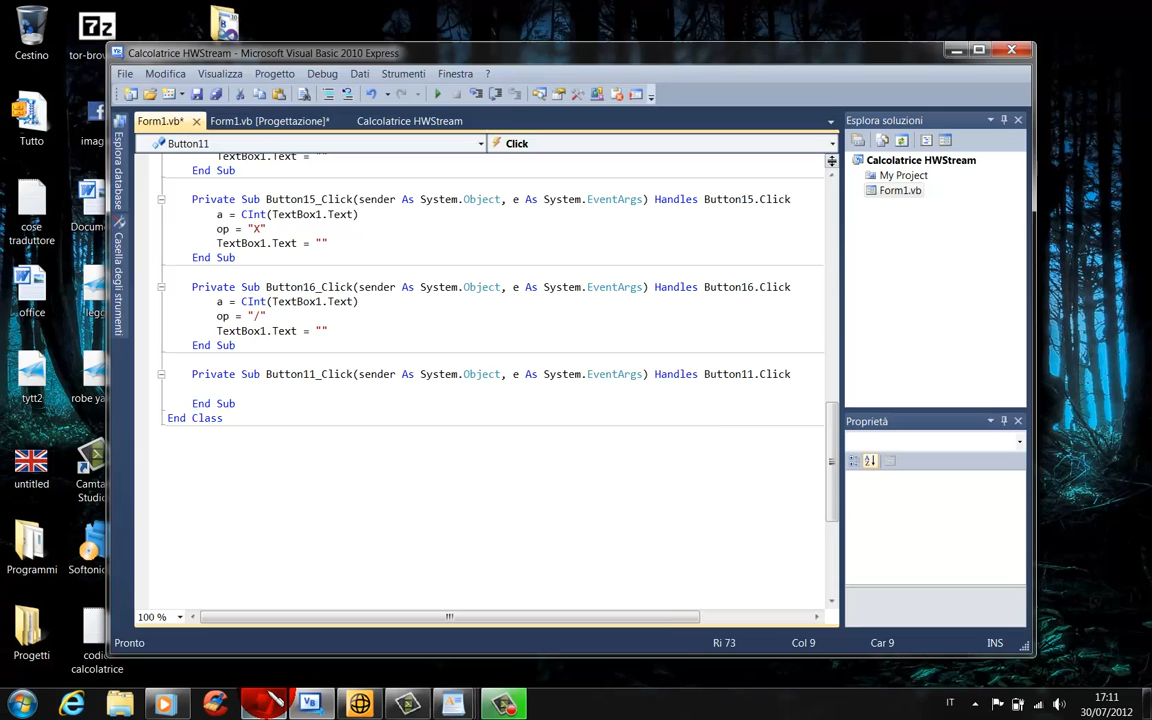 Cestino
tor-brow
Calcolatrice HWStream - Microsoft Visual Basic 2010 Express
File Modifica Visualizza Progetto Debug Dati Strumenti Finestra ?
Form1.vb* Form1.vb [Progettazione]* Calcolatrice HWStream
Esplora soluzioni
Button11 Click
Calcolatrice HWStream
My Project
Form1.vb
Esplora database
Casella degli strumenti
TextBox1.Text = ""
End Sub
Private Sub Button15_Click(sender As System.Object, e As System.EventArgs) Handles Button15.Click
a = CInt(TextBox1.Text)
op = "X"
TextBox1.Text = ""
End Sub
Private Sub Button16_Click(sender As System.Object, e As System.EventArgs) Handles Button16.Click
a = CInt(TextBox1.Text)
op = "/"
TextBox1.Text = ""
End Sub
Private Sub Button11_Click(sender As System.Object, e As System.EventArgs) Handles Button11.Click
End Sub
End Class
Proprietà
100 %
Pronto Ri 73 Col 9 Car 9 INS
Tutto
imag
cose
traduttore
Docum
office
legg
tytt2
robe ya
untitled
Camta
Studio
Programmi
Softonic
Progetti
codi
calcolatrice
IT
17:11
30/07/2012